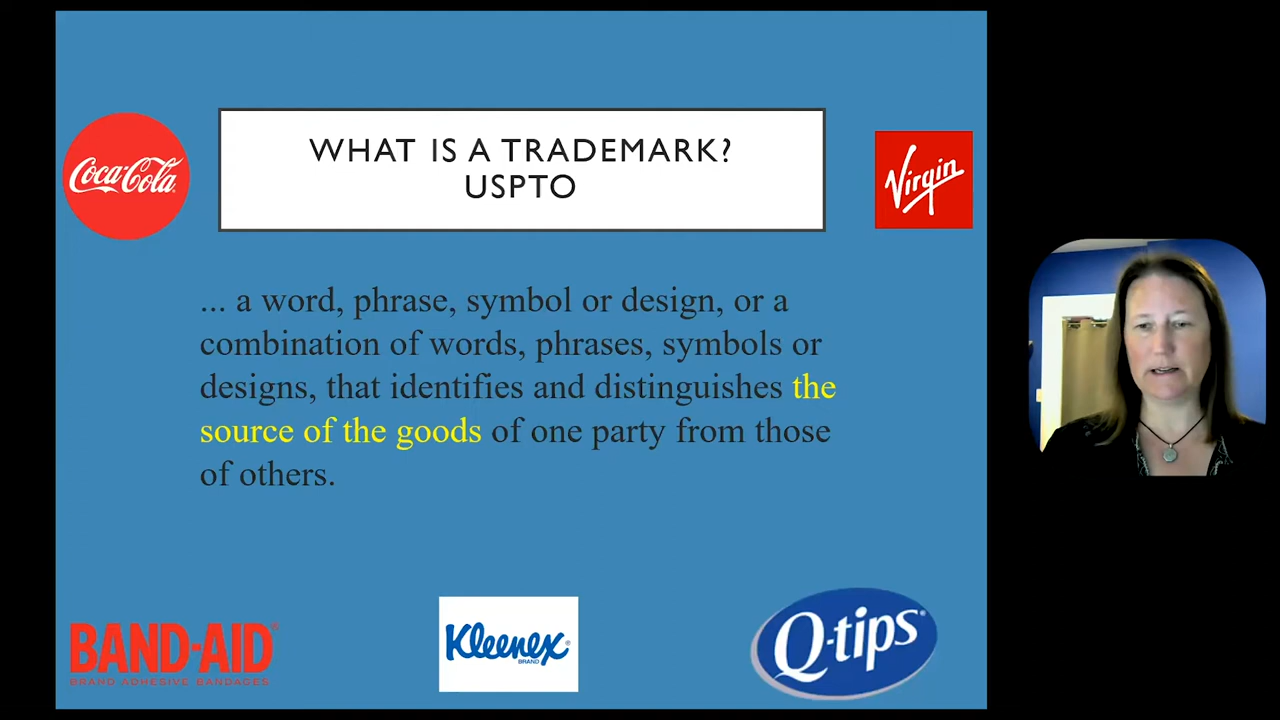 WHAT IS A TRADEMARK?
USPTO
Coca-Cola
Virgin
... a word, phrase, symbol or design, or a
combination of words, phrases, symbols or
designs, that identifies and distinguishes the
source of the goods of one party from those
of others.
BAND-AID®
BRAND ADHESIVE BANDAGES
Kleenex®
BRAND
Q-tips®